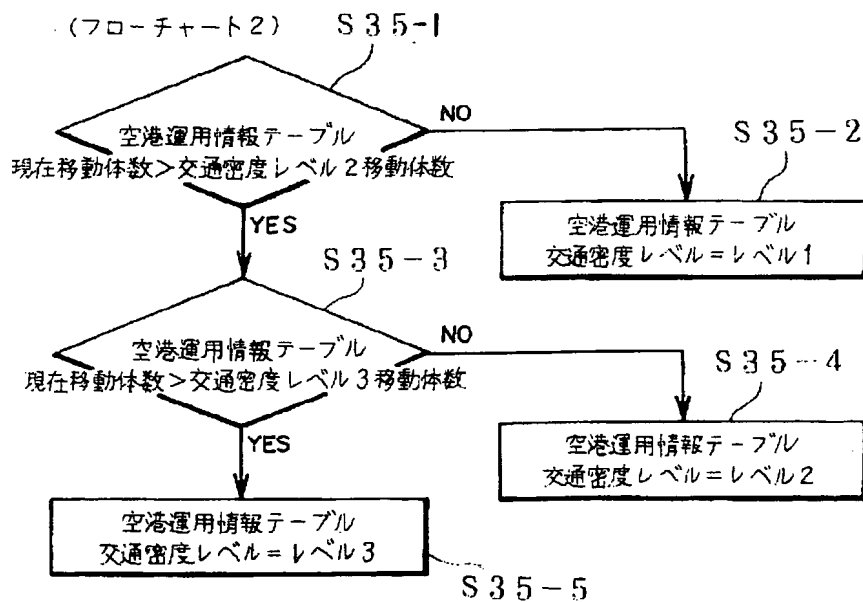 (フローチャート2)
S35-1
空港運用情報テーブル
現在移動体数>交通密度レベル2移動体数
NO
YES
S35-2
空港運用情報テーブル
交通密度レベル=レベル1
S35-3
空港運用情報テーブル
現在移動体数>交通密度レベル3移動体数
NO
YES
S35-4
空港運用情報テーブル
交通密度レベル=レベル2
空港運用情報テーブル
交通密度レベル=レベル3
S35-5